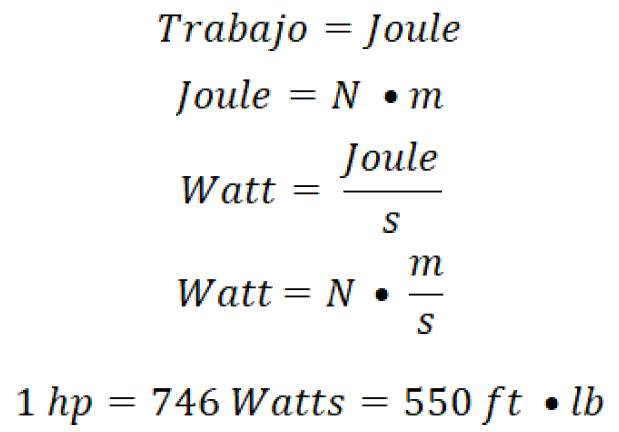 Trabajo = Joule
Joule = N • m
Watt = Joule / s
Watt = N • m / s
1 hp = 746 Watts = 550 ft • lb